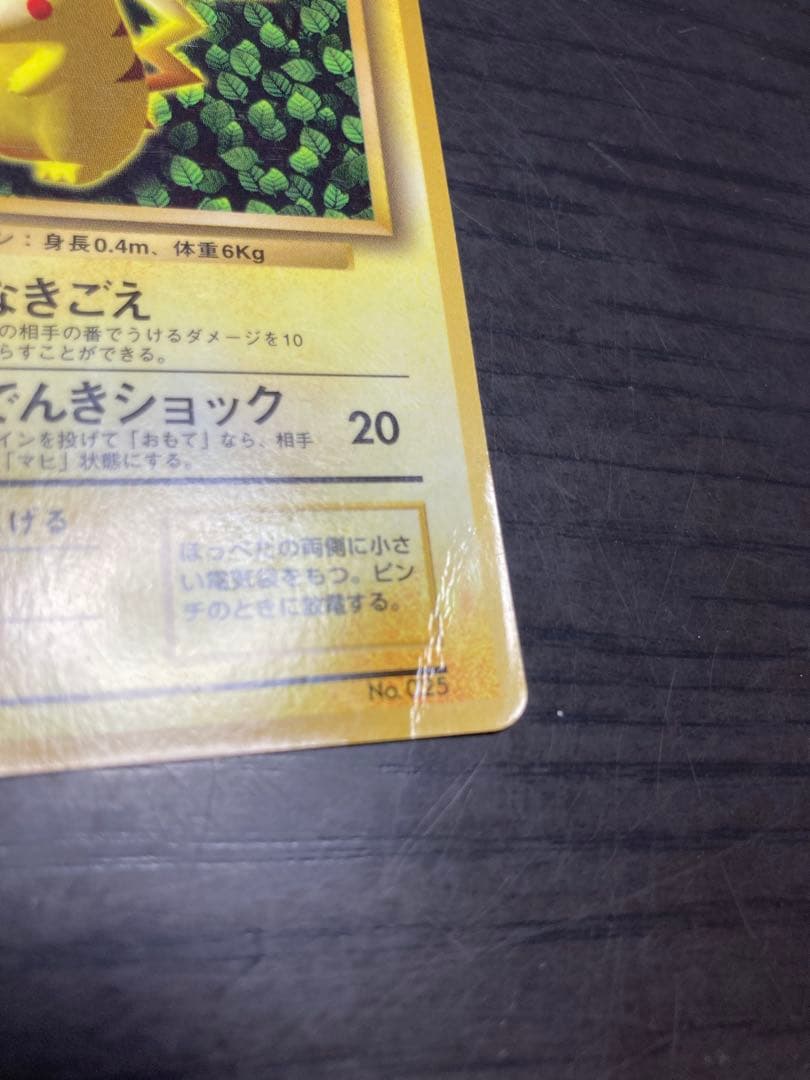 ン：身長0.4m、体重6Kg
なきごえ
の相手の番でうけるダメージを10
らすことができる。
でんきショック 20
インを投げて「おもて」なら、相手
「マヒ」状態にする。
げる
ほっぺたの両側に小さ
い電気袋をもつ。ピン
チのときに放電する。
No. 025